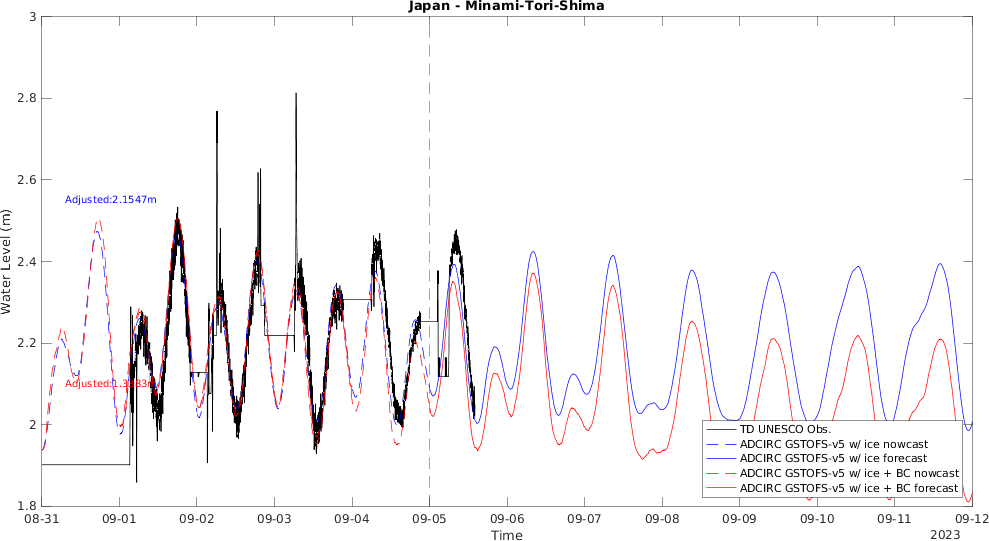 Japan - Minami-Tori-Shima
Water Level (m)
3
2.8
2.6
2.4
2.2
2
1.8
Adjusted:2.1547m
TD UNESCO Obs.
ADCIRC GSTOFS-v5 w/ ice nowcast
ADCIRC GSTOFS-v5 w/ ice forecast
ADCIRC GSTOFS-v5 w/ ice + BC nowcast
ADCIRC GSTOFS-v5 w/ ice + BC forecast
08-31 09-01 09-02 09-03 09-04 09-05 09-06 09-07 09-08 09-09 09-10 09-11 09-12
Time
2023